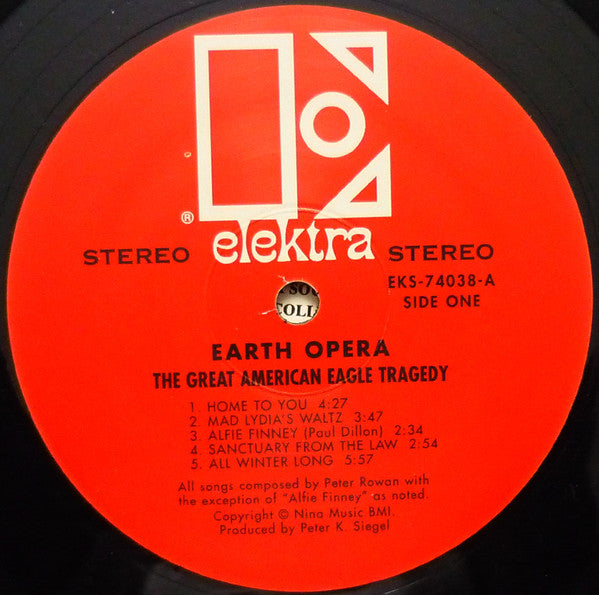 ®
elektra
STEREO
STEREO
EKS-74038-A
SIDE ONE
EARTH OPERA
THE GREAT AMERICAN EAGLE TRAGEDY
1. HOME TO YOU 4:27
2. MAD LYDIA'S WALTZ 3:47
3. ALFIE FINNEY (Paul Dillon) 2:34
4. SANCTUARY FROM THE LAW 2:54
5. ALL WINTER LONG 5:57
All songs composed by Peter Rowan with
the exception of "Alfie Finney" as noted.
Copyright © Nina Music BMI.
Produced by Peter K. Siegel